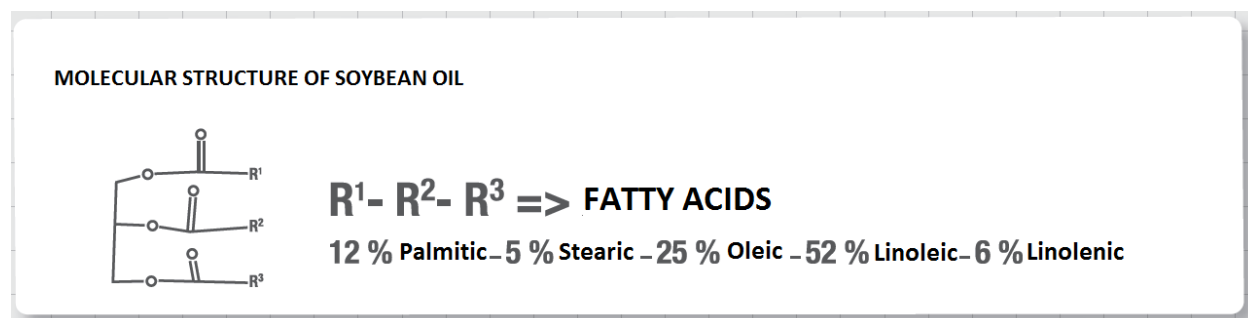 MOLECULAR STRUCTURE OF SOYBEAN OIL
O
O R¹
O
R¹- R²- R³ => FATTY ACIDS
O R²
12 % Palmitic - 5 % Stearic - 25 % Oleic - 52 % Linoleic - 6 % Linolenic
O
O R³